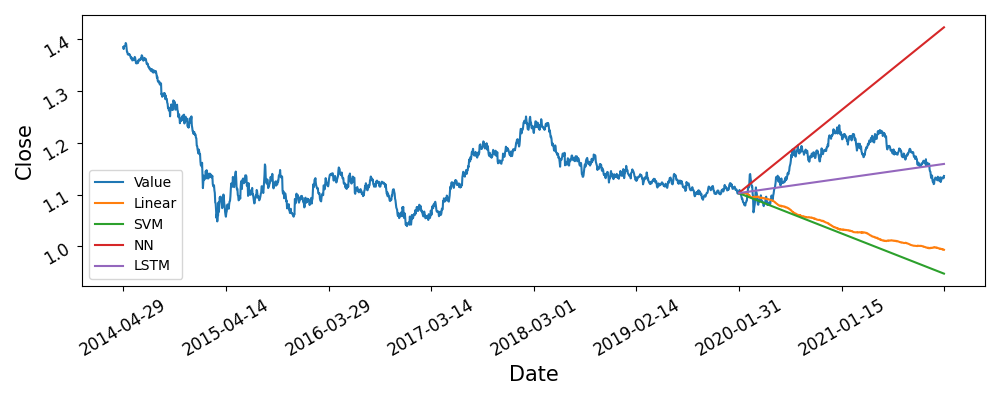 Close
1.4
1.3
1.2
1.1
1.0
Value
Linear
SVM
NN
LSTM
2014-04-29
2015-04-14
2016-03-29
2017-03-14
2018-03-01
2019-02-14
2020-01-31
2021-01-15
Date